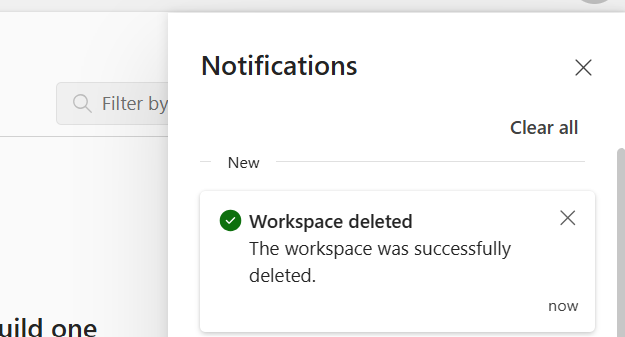 Notifications
Filter by
Clear all
New
Workspace deleted
The workspace was successfully
deleted.
now
uild one